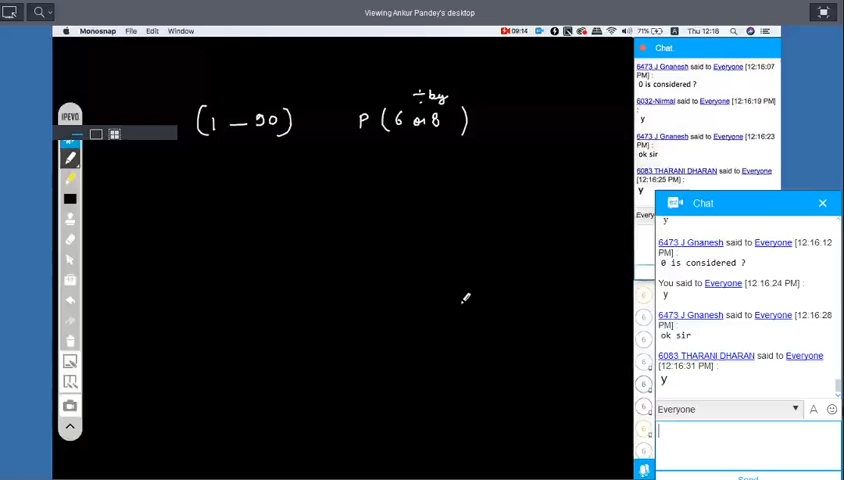 Viewing Ankur Pandey's desktop
Monosnap File Edit Window
09:14 71% A Thu 12:18
÷ by
(1 — 90) P (6 or 8 )
IPEVO
Chat
6473 J Gnanesh said to Everyone [12:16:07
PM] :
0 is considered ?
6032-Nirmal said to Everyone [12:16:19 PM] :
y
6473 J Gnanesh said to Everyone [12:16:23
PM] :
ok sir
6083 THARANI DHARAN said to Everyone
[12:16:25 PM] :
y
Every
Chat
y
6473 J Gnanesh said to Everyone [12:16:12
PM] :
0 is considered ?
You said to Everyone [12:16.24 PM] :
y
6473 J Gnanesh said to Everyone [12:16:28
PM] :
ok sir
6083 THARANI DHARAN said to Everyone
[12:16:31 PM] :
y
Everyone
A
Send